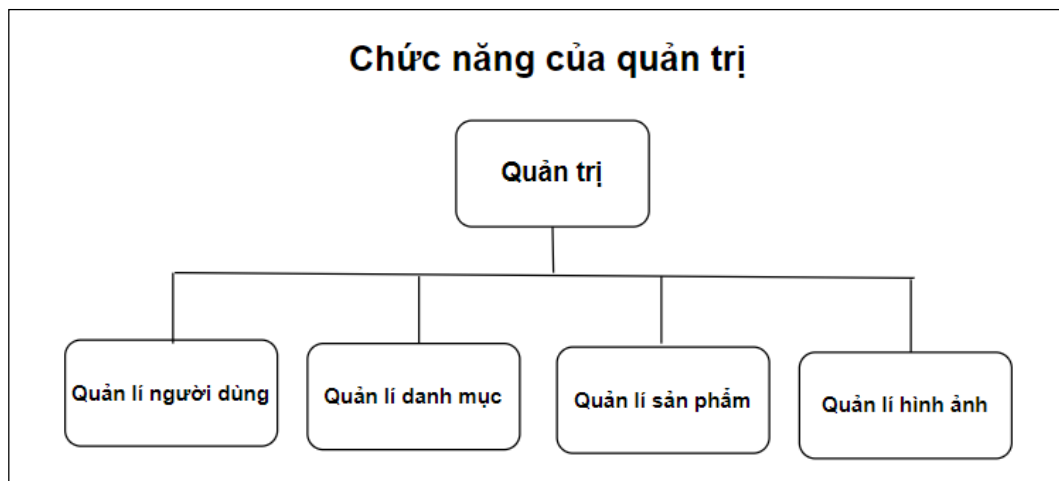 Chức năng của quản trị
Quản trị
Quản lí người dùng
Quản lí danh mục
Quản lí sản phẩm
Quản lí hình ảnh